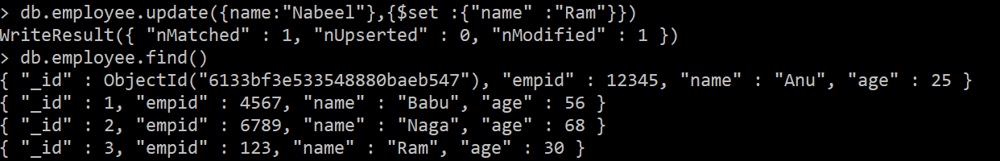 > db.employee.update({name:"Nabeel"},{$set :{"name" :"Ram"}})
WriteResult({ "nMatched" : 1, "nUpserted" : 0, "nModified" : 1 })
> db.employee.find()
{ "_id" : ObjectId("6133bf3e533548880baeb547"), "empid" : 12345, "name" : "Anu", "age" : 25 }
{ "_id" : 1, "empid" : 4567, "name" : "Babu", "age" : 56 }
{ "_id" : 2, "empid" : 6789, "name" : "Naga", "age" : 68 }
{ "_id" : 3, "empid" : 123, "name" : "Ram", "age" : 30 }